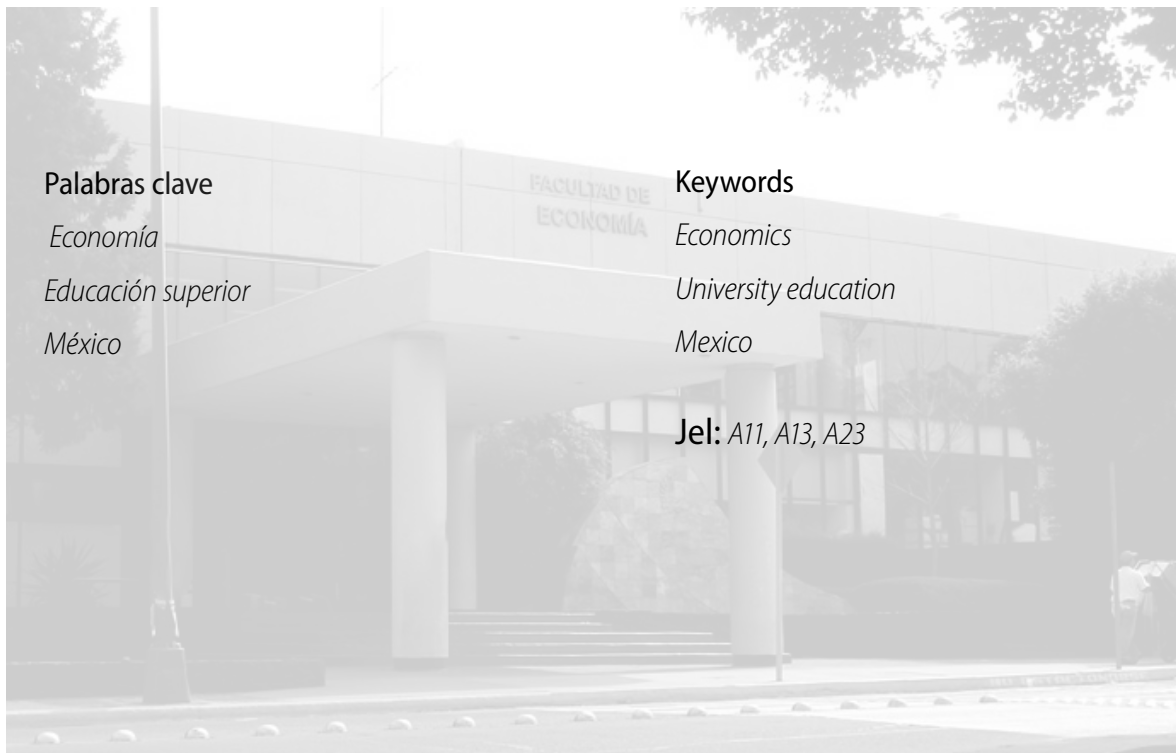 Palabras clave
Economía
Educación superior
México
FACULTAD DE
ECONOMÍA
Keywords
Economics
University education
Mexico
Jel: A11, A13, A23